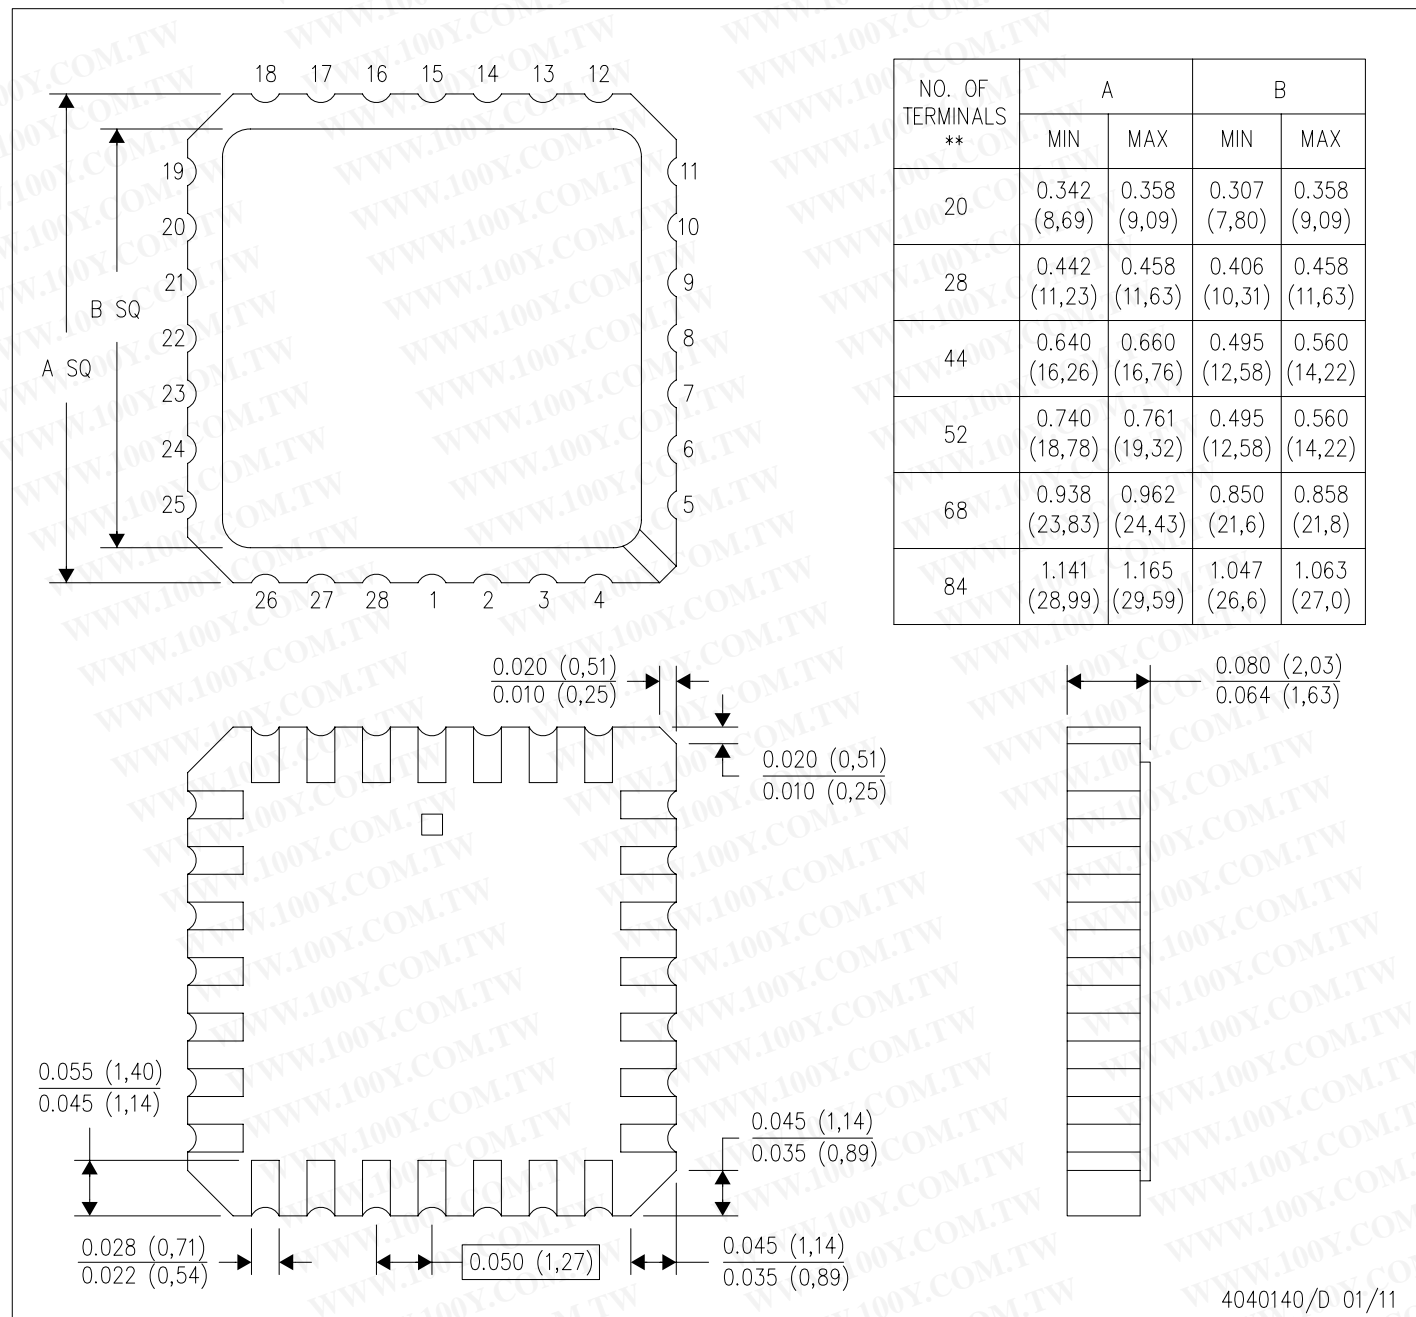 18 17 16 15 14 13 12
19
20
21
22
23
24
25
11
10
9
8
7
6
5
26 27 28 1 2 3 4
B SQ
A SQ
NO. OF TERMINALS ** A B
MIN MAX MIN MAX
20 0.342 (8,69) 0.358 (9,09) 0.307 (7,80) 0.358 (9,09)
28 0.442 (11,23) 0.458 (11,63) 0.406 (10,31) 0.458 (11,63)
44 0.640 (16,26) 0.660 (16,76) 0.495 (12,58) 0.560 (14,22)
52 0.740 (18,78) 0.761 (19,32) 0.495 (12,58) 0.560 (14,22)
68 0.938 (23,83) 0.962 (24,43) 0.850 (21,6) 0.858 (21,8)
84 1.141 (28,99) 1.165 (29,59) 1.047 (26,6) 1.063 (27,0)
0.020 (0,51)
0.010 (0,25)
0.080 (2,03)
0.064 (1,63)
0.020 (0,51)
0.010 (0,25)
0.055 (1,40)
0.045 (1,14)
0.045 (1,14)
0.035 (0,89)
0.028 (0,71)
0.022 (0,54)
0.050 (1,27)
0.045 (1,14)
0.035 (0,89)
4040140/D 01/11
WWW.100Y.COM.TW